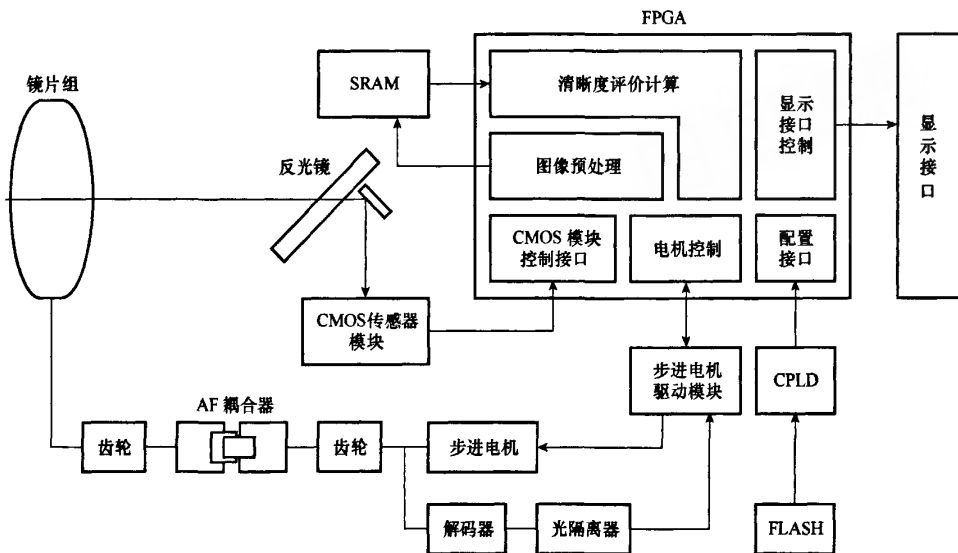 FPGA
镜片组
SRAM
清晰度评价计算
显示
接口
控制
显
示
接
口
反光镜
图像预处理
CMOS 模块
控制接口
电机控制
配置
接口
CMOS传感器
模块
步进电机
驱动模块
CPLD
AF 耦合器
齿轮
齿轮
步进电机
解码器
光隔离器
FLASH